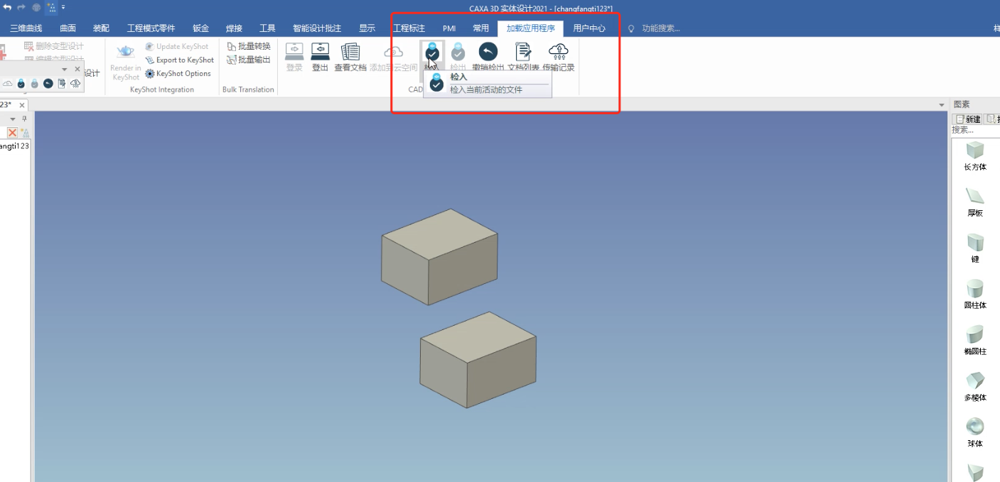 CAXA 3D 实体设计2021 - [changfangti123*]
三维曲线 曲面 装配 工程模式零件 钣金 焊接 工具 智能设计批注 显示 工程标注 PMI 常用 加载应用程序 用户中心 功能搜索...
删除变型设计
编辑变型设计
设计
Render in KeyShot
Update KeyShot
Export to KeyShot
KeyShot Options
KeyShot Integration
批量转换
批量输出
Bulk Translation
登录 登出 查看文档 添加到云空间 检入 检出 撤销检出 文档列表 传输记录
CAD
检入
检入当前活动的文件
23*
angti123
图素
新建
搜索...
长方体
厚板
键
圆柱体
椭圆柱
多棱体
球体